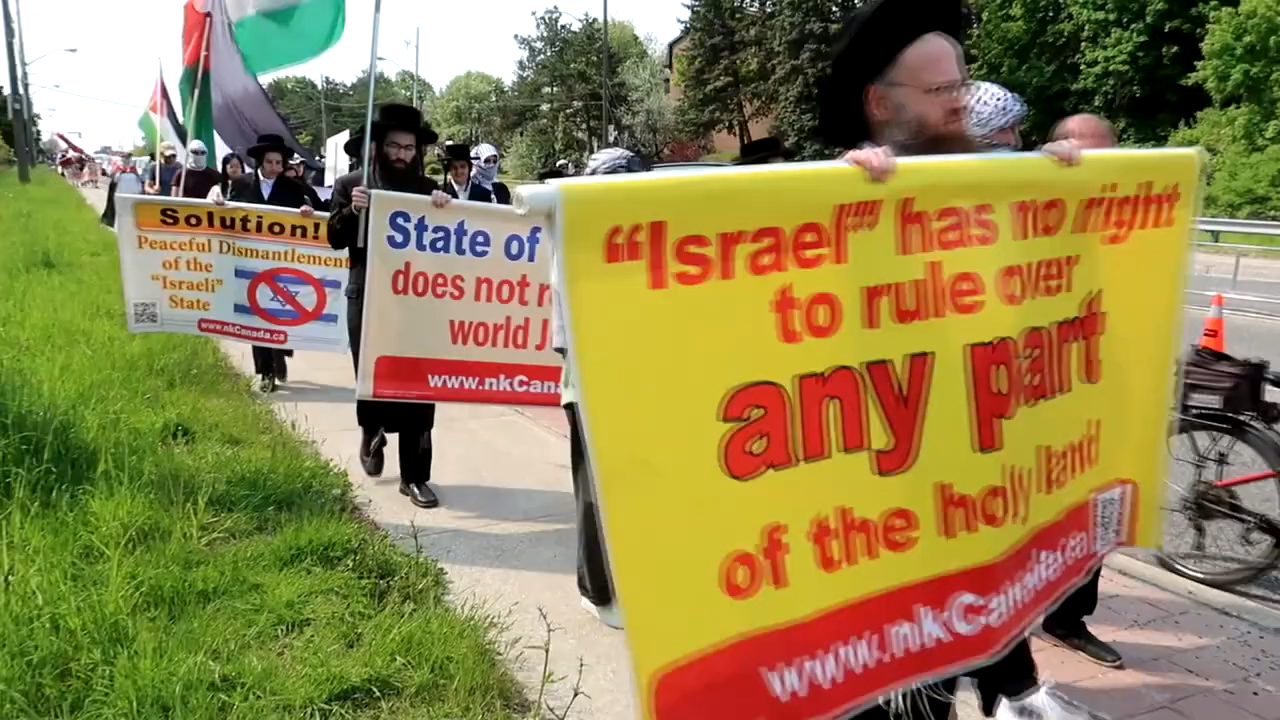 Solution!
Peaceful Dismantlement
of the
"Israeli"
State
www.nkCanada.ca
State of
does not
world
www.nkCana
"Israel" has no right
to rule over
any part
of the holy land
www.nkCanada.ca